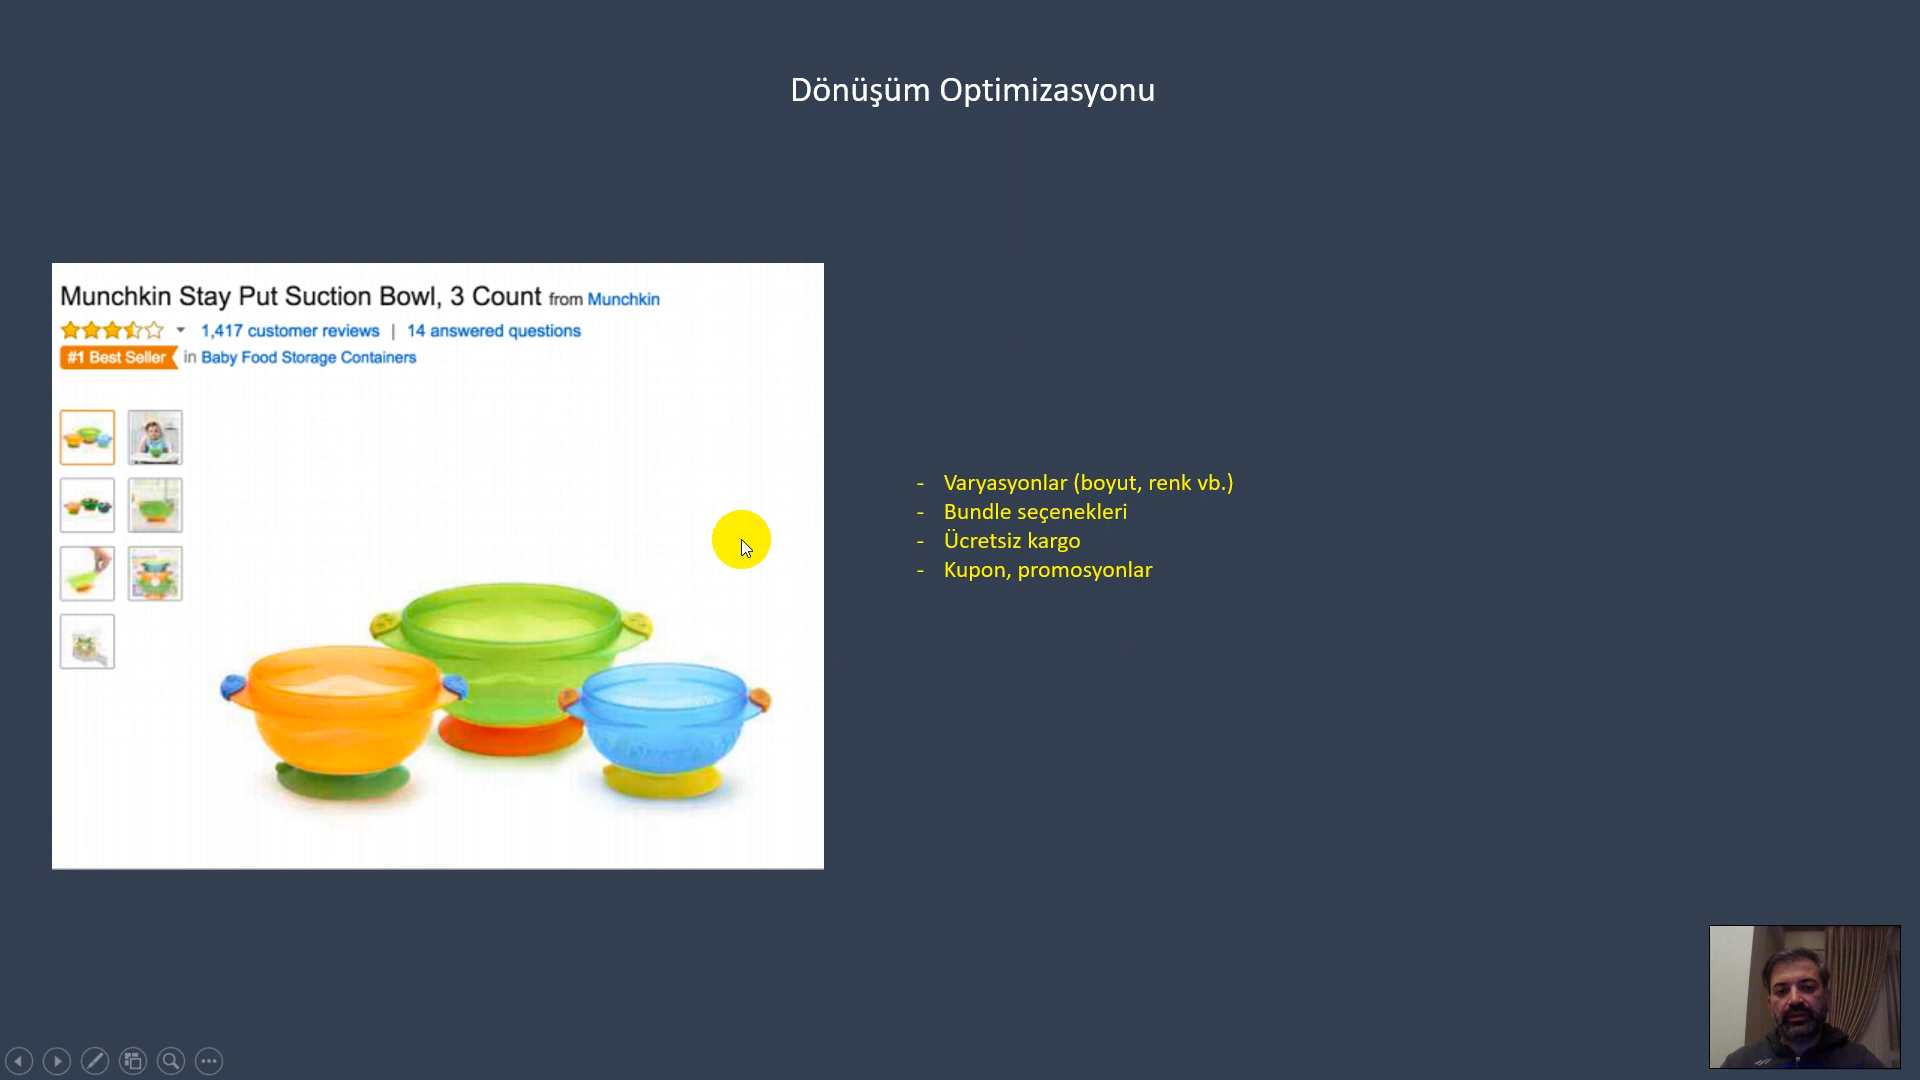 Dönüşüm Optimizasyonu
Munchkin Stay Put Suction Bowl, 3 Count from Munchkin
1,417 customer reviews | 14 answered questions
#1 Best Seller in Baby Food Storage Containers
- Varyasyonlar (boyut, renk vb.)
- Bundle seçenekleri
- Ücretsiz kargo
- Kupon, promosyonlar